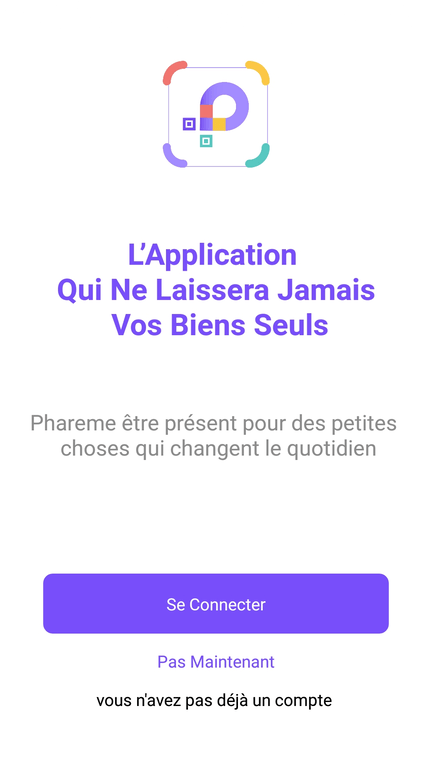 L’Application
Qui Ne Laissera Jamais
Vos Biens Seuls
Phareme être présent pour des petites
choses qui changent le quotidien
Se Connecter
Pas Maintenant
vous n'avez pas déjà un compte